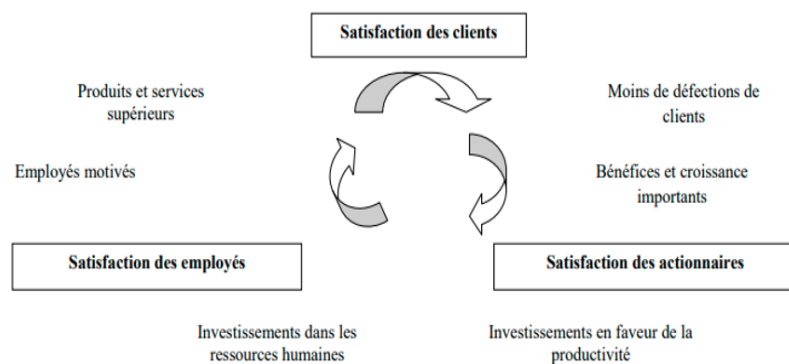 Satisfaction des clients
Produits et services
supérieurs
Moins de défections de
clients
Employés motivés
Bénéfices et croissance
importants
Satisfaction des employés
Satisfaction des actionnaires
Investissements dans les
ressources humaines
Investissements en faveur de la
productivité